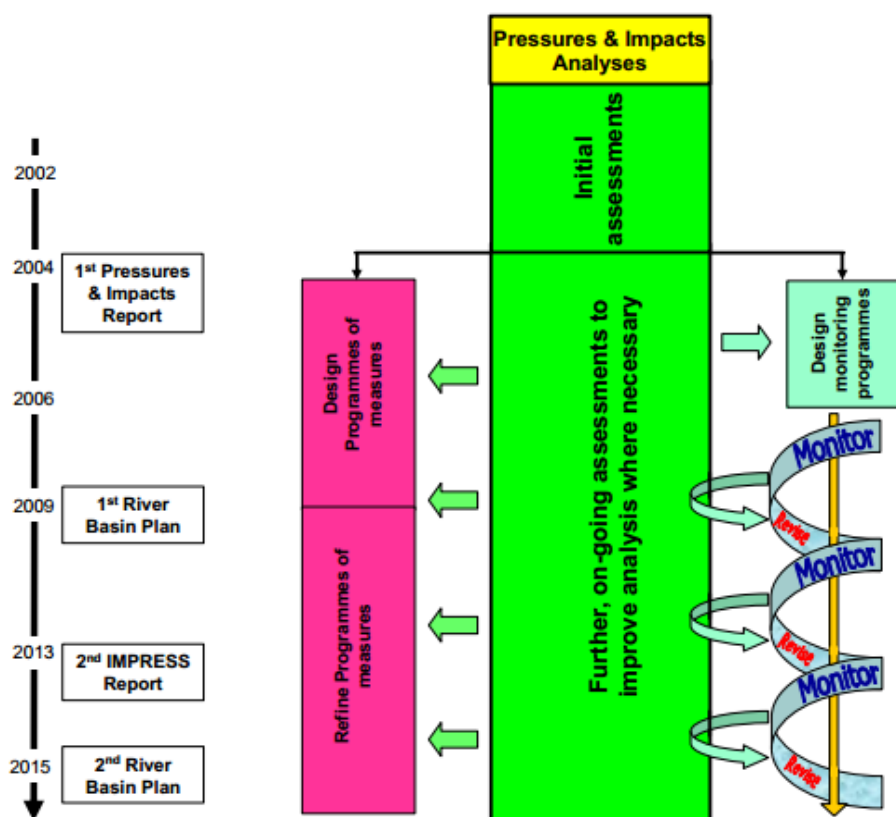 Pressures & Impacts
Analyses
Initial
assessments
2002
2004
1st Pressures
& Impacts
Report
Design
Programmes of
measures
Further, on-going assessments to
improve analysis where necessary
Design
monitoring
programmes
2006
Monitor
2009
1st River
Basin Plan
Revise
Monitor
Refine Programmes of
measures
2013
2nd IMPRESS
Report
Revise
Monitor
2015
2nd River
Basin Plan
Revise